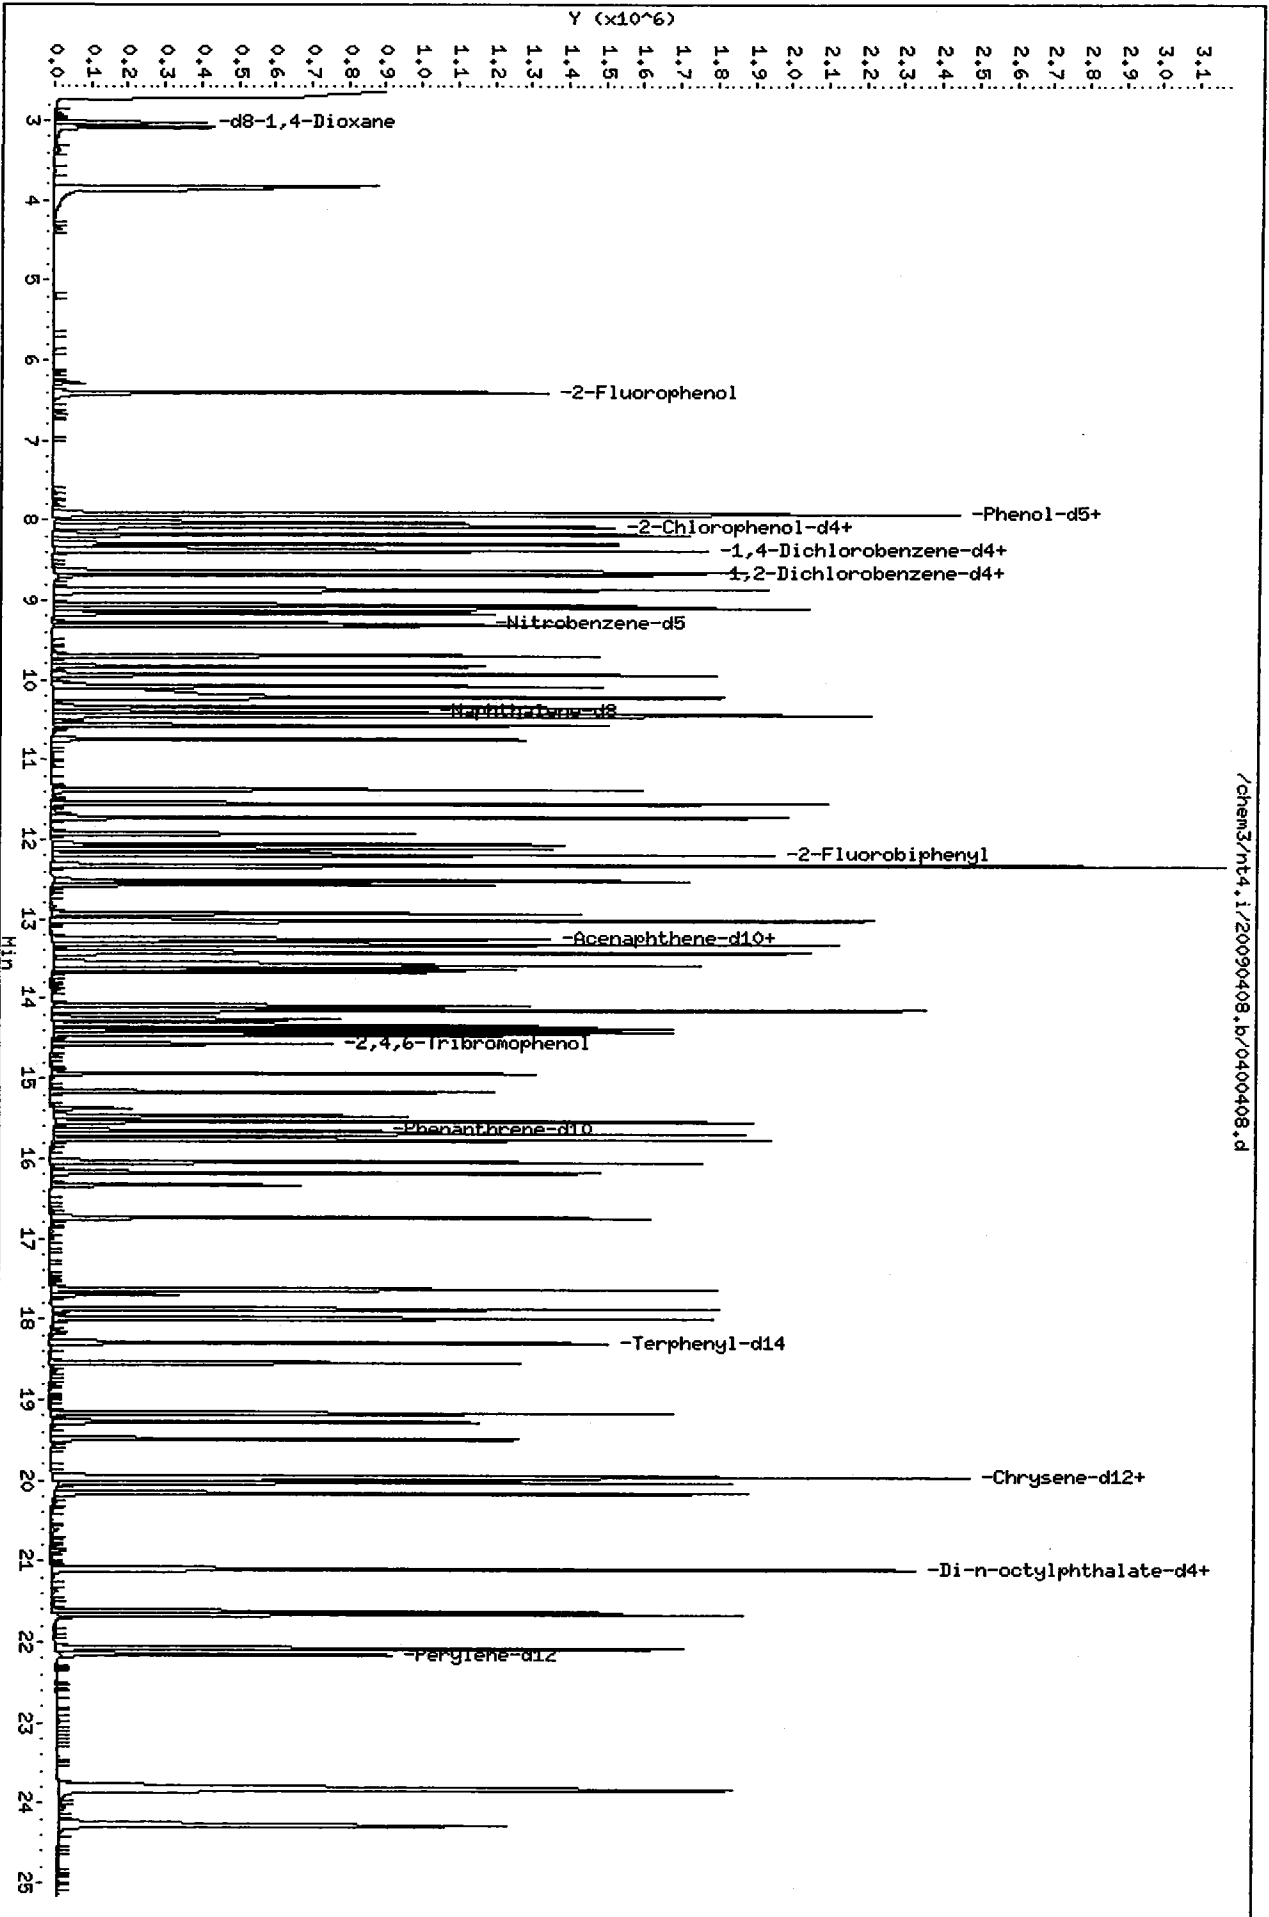 /chem3/nt4.i/20090408.b/0400408.d
Y (x10^6)
3.1
3.0
2.9
2.8
2.7
2.6
2.5
2.4
2.3
2.2
2.1
2.0
1.9
1.8
1.7
1.6
1.5
1.4
1.3
1.2
1.1
1.0
0.9
0.8
0.7
0.6
0.5
0.4
0.3
0.2
0.1
0.0
-d8-1,4-Dioxane
-2-Fluorophenol
-Phenol-d5+
-2-Chlorophenol-d4+
-1,4-Dichlorobenzene-d4+
-1,2-Dichlorobenzene-d4+
-Nitrobenzene-d5
-Naphthalene-d8
-2-Fluorobiphenyl
-Acenaphthene-d10+
-2,4,6-Tribromophenol
-Phenanthrene-d10
-Terphenyl-d14
-Chrysene-d12+
-Di-n-octylphthalate-d4+
-Perylene-d12
3 4 5 6 7 8 9 10 11 12 13 14 15 16 17 18 19 20 21 22 23 24 25
Min